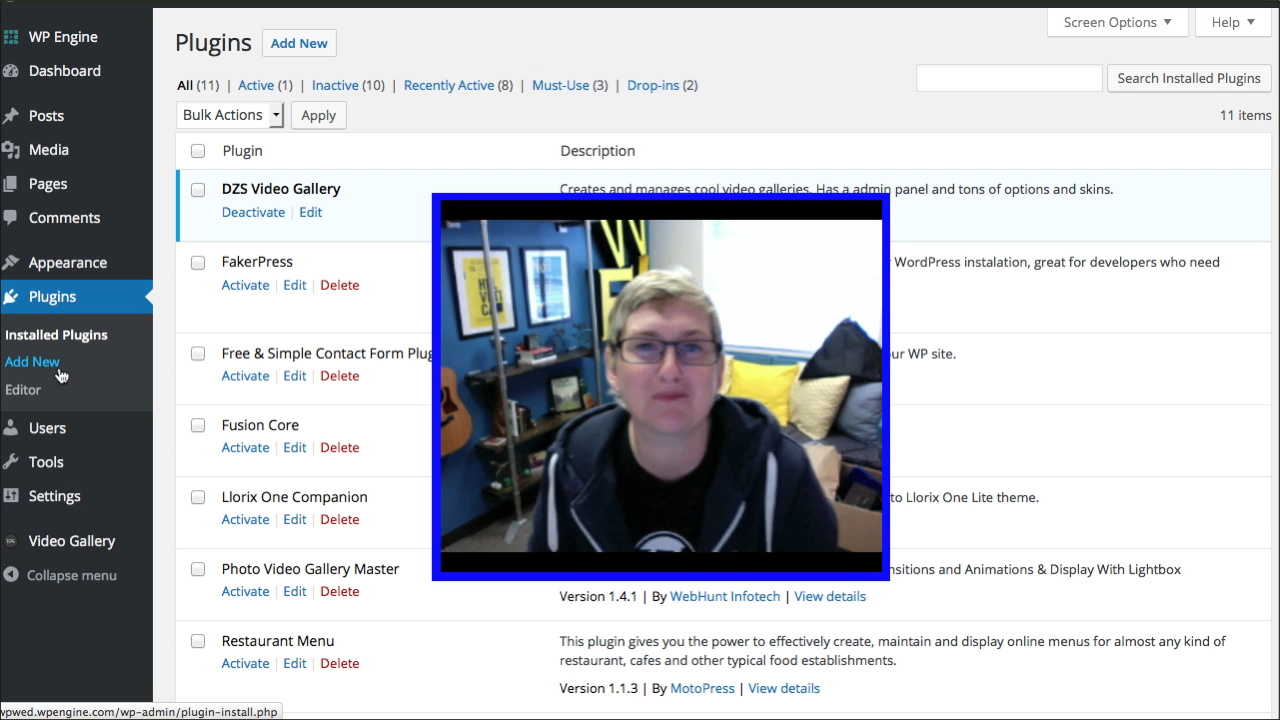 WP Engine
Dashboard
Posts
Media
Pages
Comments
Appearance
Plugins
Installed Plugins
Add New
Editor
Users
Tools
Settings
Video Gallery
Collapse menu
wpwed.wpengine.com/wp-admin/plugin-install.php
Screen Options
Help
Plugins Add New
All (11) | Active (1) | Inactive (10) | Recently Active (8) | Must-Use (3) | Drop-ins (2)
Search Installed Plugins
Bulk Actions Apply
11 items
Plugin Description
DZS Video Gallery
Deactivate | Edit
Creates and manages cool video galleries. Has a admin panel and tons of options and skins.
FakerPress
Activate | Edit | Delete
WordPress instalation, great for developers who need
Free & Simple Contact Form Plug
Activate | Edit | Delete
our WP site.
Fusion Core
Activate | Edit | Delete
Llorix One Companion
Activate | Edit | Delete
to Llorix One Lite theme.
Photo Video Gallery Master
Activate | Edit | Delete
nsitions and Animations & Display With Lightbox
Version 1.4.1 | By WebHunt Infotech | View details
Restaurant Menu
Activate | Edit | Delete
This plugin gives you the power to effectively create, maintain and display online menus for almost any kind of
restaurant, cafes and other typical food establishments.
Version 1.1.3 | By MotoPress | View details